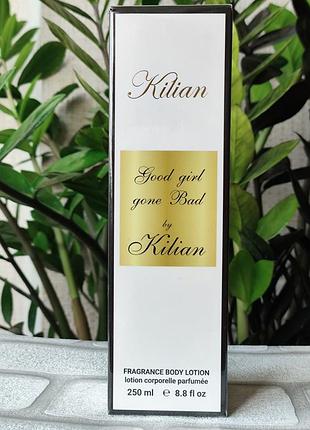 Kilian
Good girl
gone Bad
by
Kilian
FRAGRANCE BODY LOTION
lotion corporelle parfumée
250 ml ℮ 8.8 fl oz